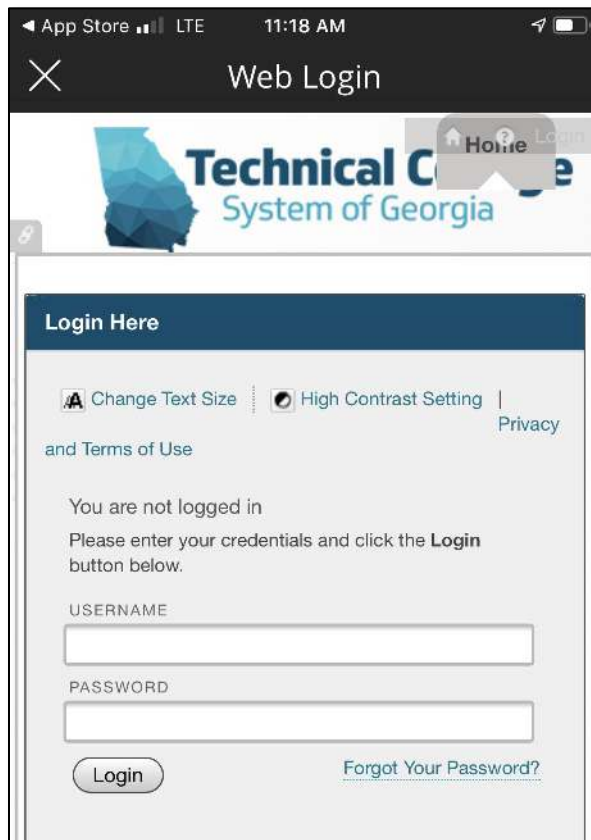 ◀ App Store LTE 11:18 AM
Web Login
Home
Login
Technical C e
System of Georgia
Login Here
Change Text Size High Contrast Setting |
Privacy
and Terms of Use
You are not logged in
Please enter your credentials and click the Login
button below.
USERNAME
PASSWORD
Login
Forgot Your Password?